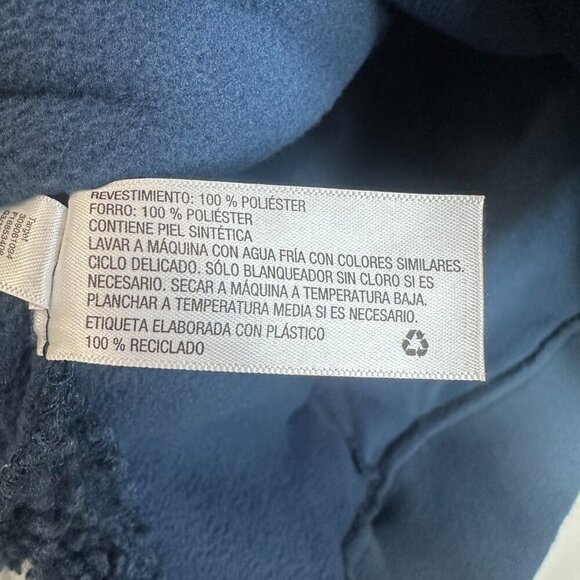 REVESTIMIENTO: 100 % POLIÉSTER
FORRO: 100 % POLIÉSTER
CONTIENE PIEL SINTÉTICA
LAVAR A MÁQUINA CON AGUA FRÍA CON COLORES SIMILARES.
CICLO DELICADO. SÓLO BLANQUEADOR SIN CLORO SI ES
NECESARIO. SECAR A MÁQUINA A TEMPERATURA BAJA.
PLANCHAR A TEMPERATURA MEDIA SI ES NECESARIO.
ETIQUETA ELABORADA CON PLÁSTICO
100 % RECICLADO
Target